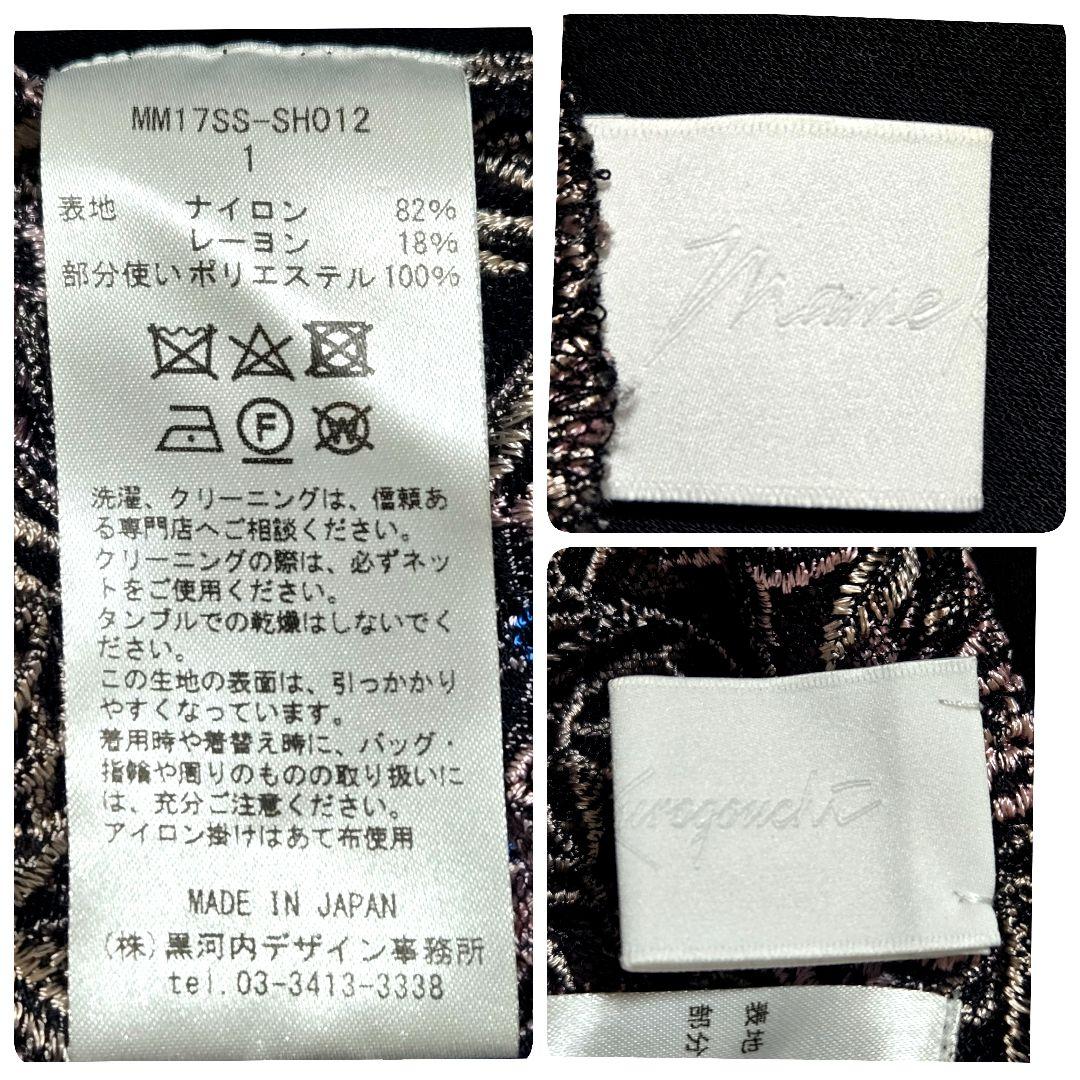 MM17SS-SH012
1
表地 ナイロン 82%
レーヨン 18%
部分使い ポリエステル 100%
F W
洗濯、クリーニングは、信頼あ
る専門店へご相談ください。
クリーニングの際は、必ずネッ
トをご使用ください。
タンブルでの乾燥はしないでく
ださい。
この生地の表面は、引っかかり
やすくなっています。
着用時や着替え時に、バッグ・
指輪や周りのものの取り扱いに
は、充分ご注意ください。
アイロン掛けはあて布使用
MADE IN JAPAN
(株)黒河内デザイン事務所
tel.03-3413-3338
Mame
Kurogouchi
表地
部分